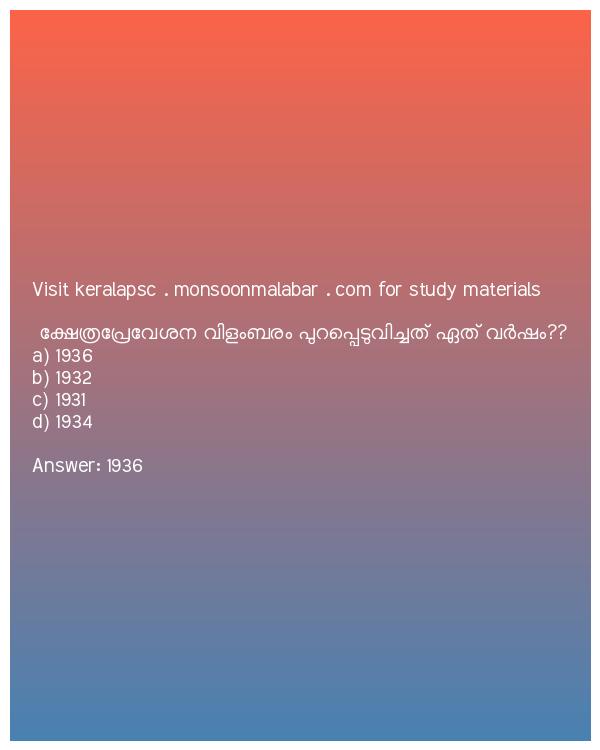 Visit keralapsc . monsoonmalabar . com for study materials
ക്ഷേത്രപ്രേവേശന വിളംബരം പുറപ്പെടുവിച്ചത് ഏത് വർഷം??
a) 1936
b) 1932
c) 1931
d) 1934
Answer: 1936